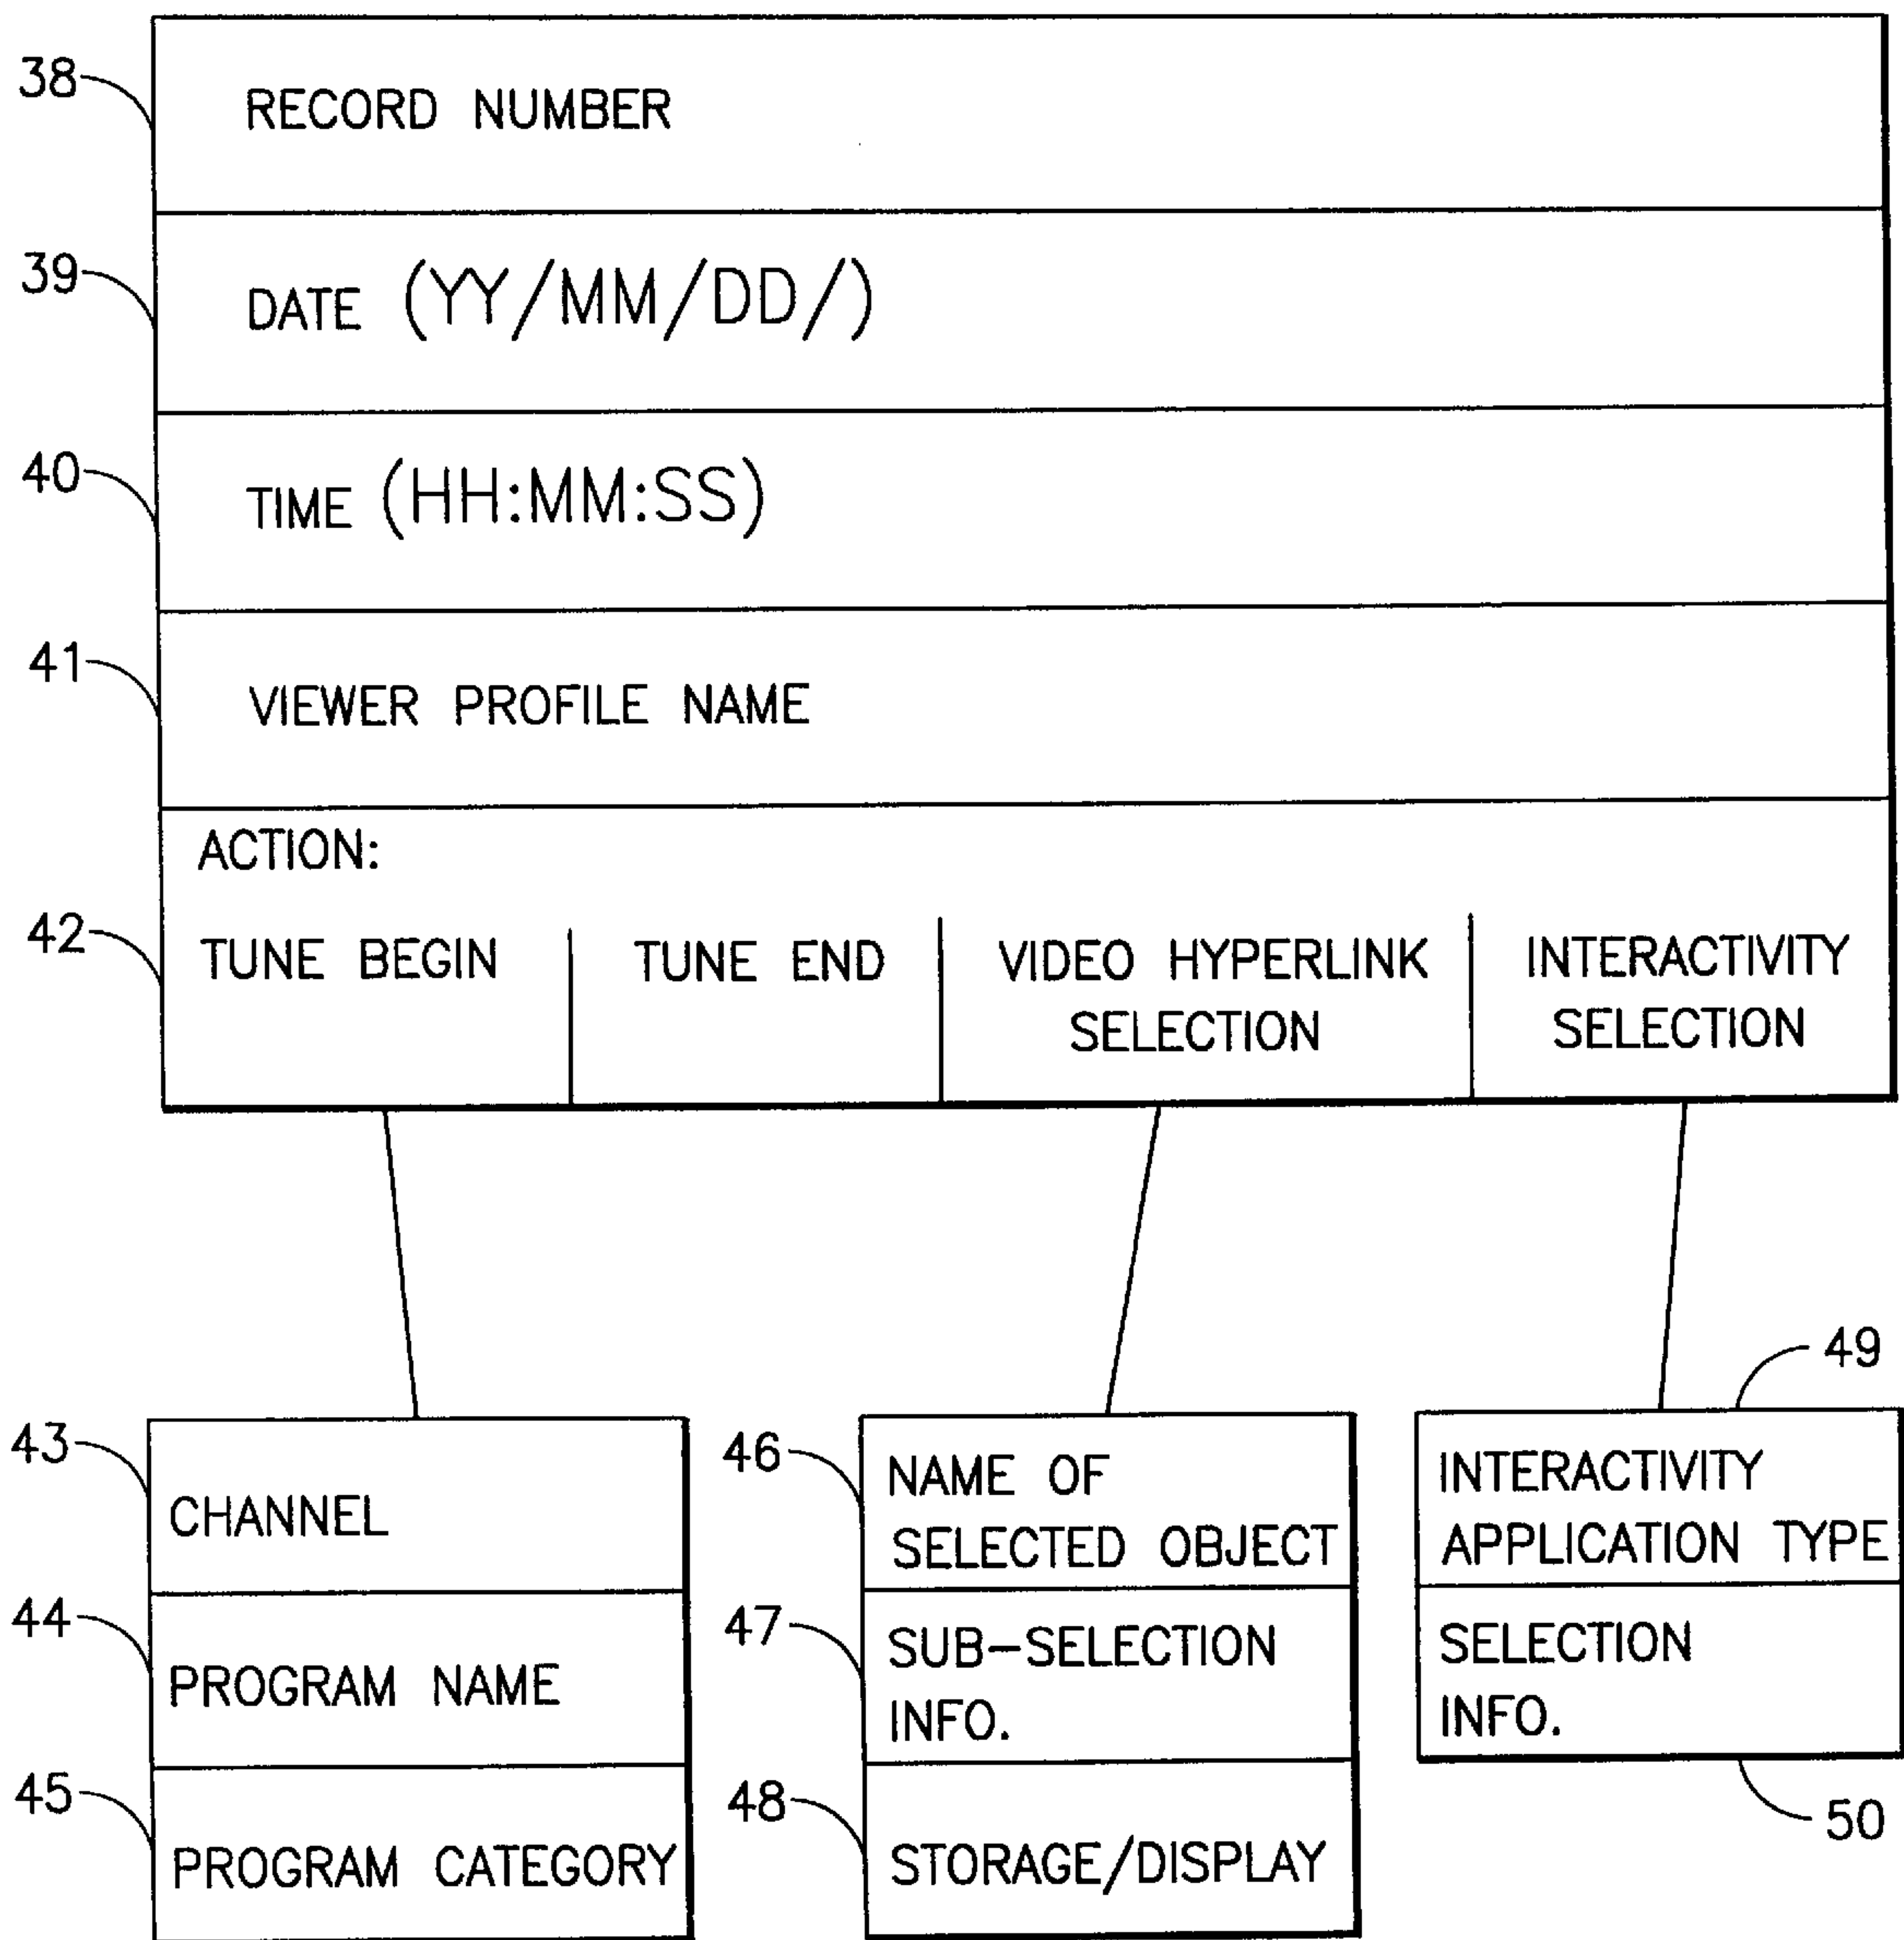 38
RECORD NUMBER
39
DATE (YY/MM/DD/)
40
TIME (HH:MM:SS)
41
VIEWER PROFILE NAME
ACTION:
42
TUNE BEGIN
TUNE END
VIDEO HYPERLINK
SELECTION
INTERACTIVITY
SELECTION
43
CHANNEL
44
PROGRAM NAME
45
PROGRAM CATEGORY
46
NAME OF
SELECTED OBJECT
47
SUB-SELECTION
INFO.
48
STORAGE/DISPLAY
49
INTERACTIVITY
APPLICATION TYPE
SELECTION
INFO.
50